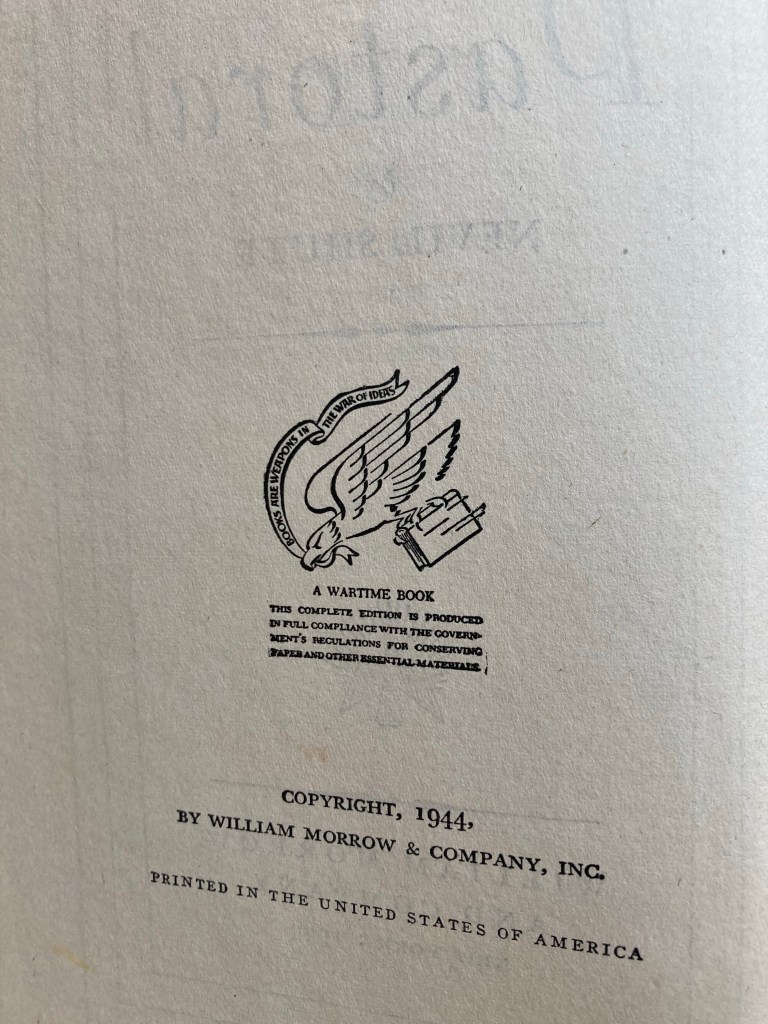 Pastoral
NEVIL SHUTE
BOOKS ARE WEAPONS IN THE WAR OF IDEAS
A WARTIME BOOK
THIS COMPLETE EDITION IS PRODUCED
IN FULL COMPLIANCE WITH THE GOVERN-
MENT'S REGULATIONS FOR CONSERVING
PAPER AND OTHER ESSENTIAL MATERIALS.
COPYRIGHT, 1944,
BY WILLIAM MORROW & COMPANY, INC.
PRINTED IN THE UNITED STATES OF AMERICA